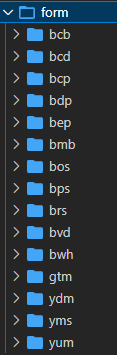 form
bcb
bcd
bcp
bdp
bep
bmb
bos
bps
brs
bvd
bwh
gtm
ydm
yms
yum